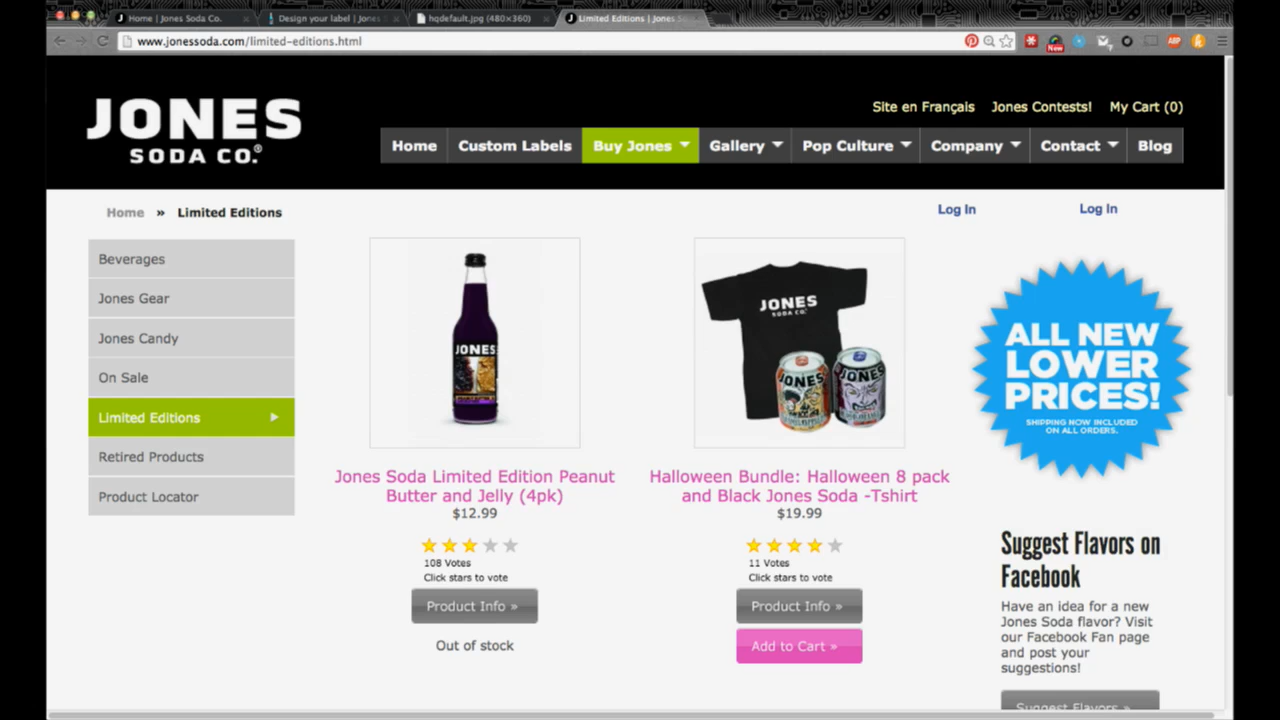 Home | Jones Soda Co.
Design your label | Jones
hqdefault.jpg (480×360)
Limited Editions | Jones
www.jonessoda.com/limited-editions.html
New
ABP
JONES
SODA CO.®
Site en Français
Jones Contests!
My Cart (0)
Home
Custom Labels
Buy Jones
Gallery
Pop Culture
Company
Contact
Blog
Home » Limited Editions
Log In
Log In
Beverages
Jones Gear
Jones Candy
On Sale
Limited Editions
Retired Products
Product Locator
JONES
JONES
SODA CO.
JONES
JONES
Jones Soda Limited Edition Peanut
Butter and Jelly (4pk)
$12.99
108 Votes
Click stars to vote
Product Info »
Out of stock
Halloween Bundle: Halloween 8 pack
and Black Jones Soda -Tshirt
$19.99
11 Votes
Click stars to vote
Product Info »
Add to Cart »
ALL NEW
LOWER
PRICES!
SHIPPING NOW INCLUDED
ON ALL ORDERS.
Suggest Flavors on
Facebook
Have an idea for a new
Jones Soda flavor? Visit
our Facebook Fan page
and post your
suggestions!
Suggest Flavors »